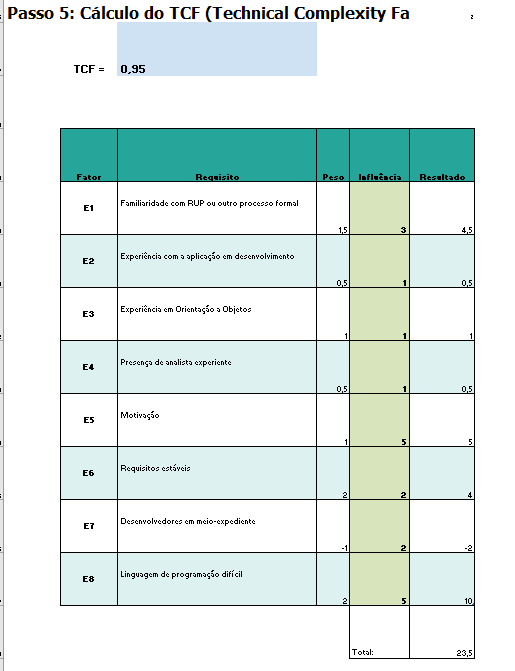 Passo 5: Cálculo do TCF (Technical Complexity Fa
TCF = 0,95
Fator Requisito Peso Influência Resultado
E1 Familiaridade com RUP ou outro processo formal 1,5 3 4,5
E2 Experiência com a aplicação em desenvolvimento 0,5 1 0,5
E3 Experiência em Orientação a Objetos 1 1 1
E4 Presença de analista experiente 0,5 1 0,5
E5 Motivação 1 5 5
E6 Requisitos estáveis 2 2 4
E7 Desenvolvedores em meio-expediente -1 2 -2
E8 Linguagem de programação difícil 2 5 10
Total: 23,5